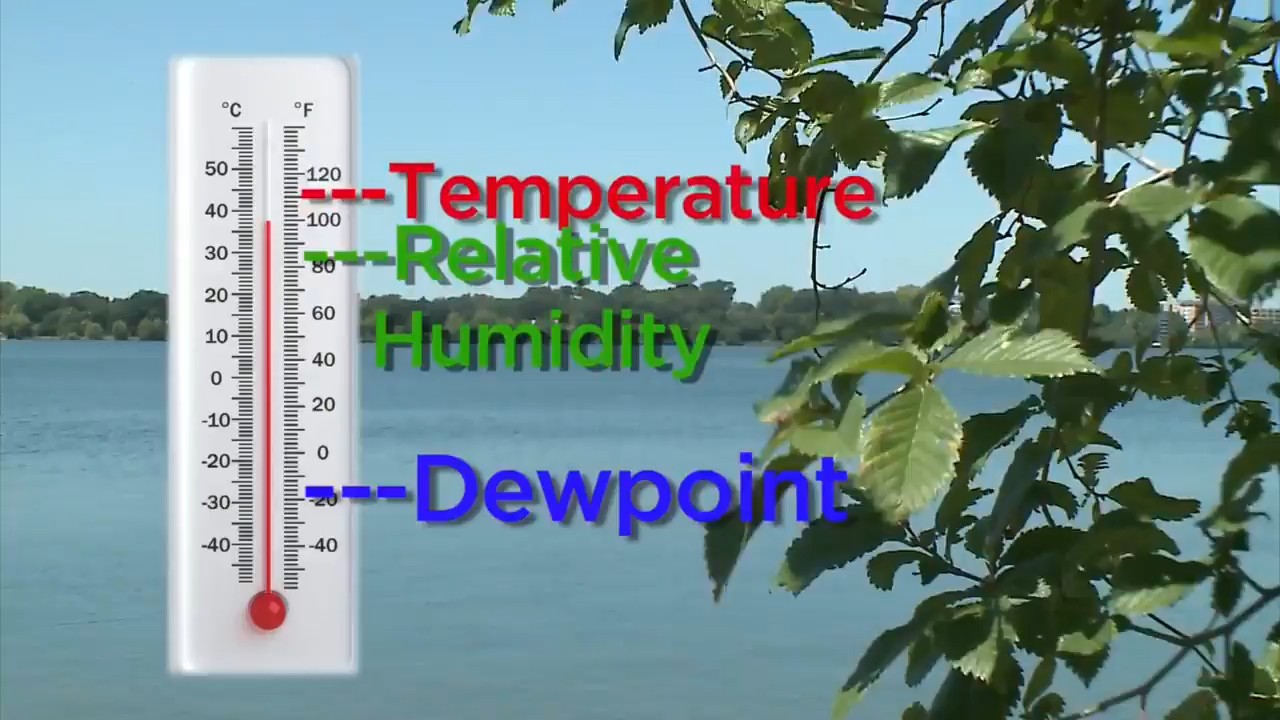 °C °F
50 120
---Temperature
40 100
---Relative
30 80
20 60
Humidity
10 40
0 20
-10 0
-20 -20
---Dewpoint
-30
-40 -40